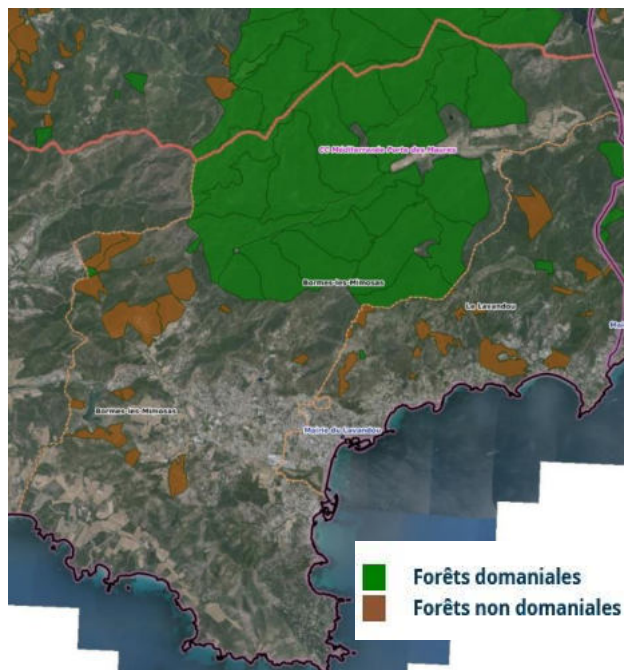 CC Méditerranée Porte des Maures
Bormes-les-Mimosas
Le Lavandou
Bormes-les-Mimosas
Mairie du Lavandou
Forêts domaniales
Forêts non domaniales